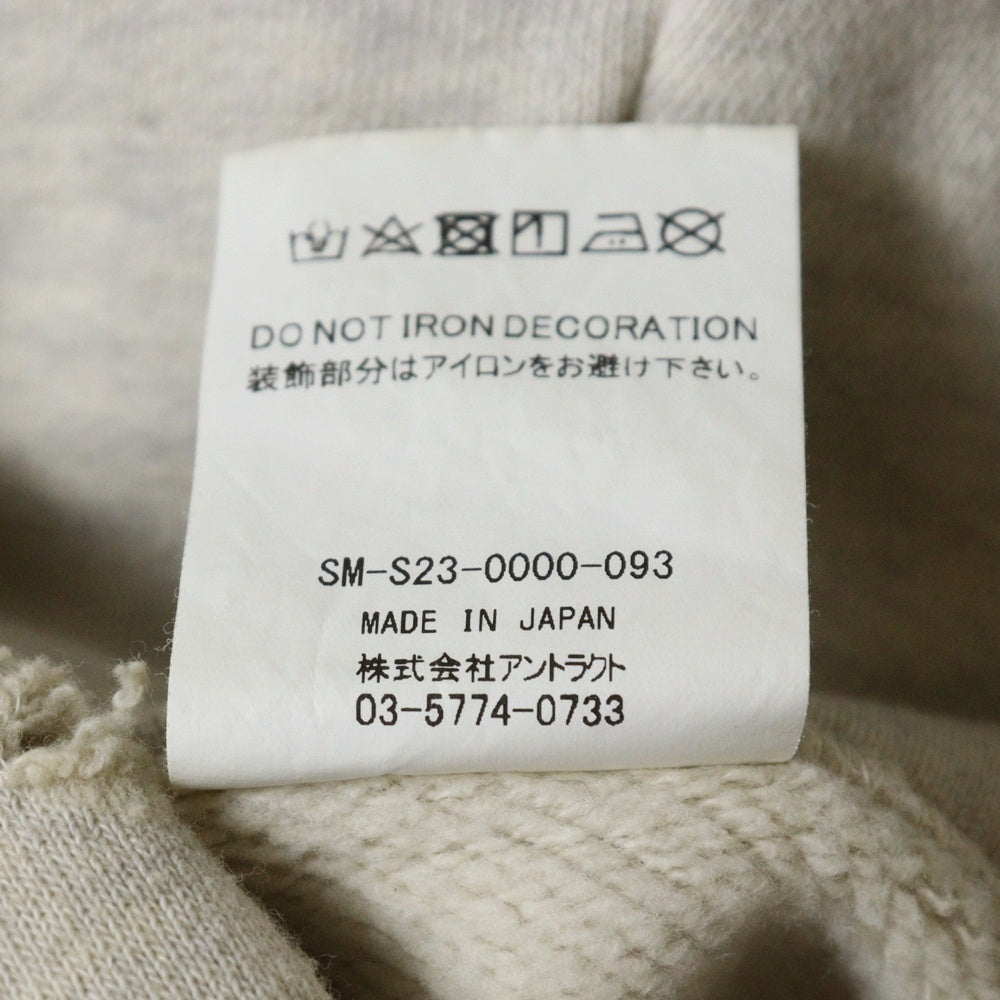 DO NOT IRON DECORATION
装飾部分はアイロンをお避け下さい。
SM-S23-0000-093
MADE IN JAPAN
株式会社アントラクト
03-5774-0733